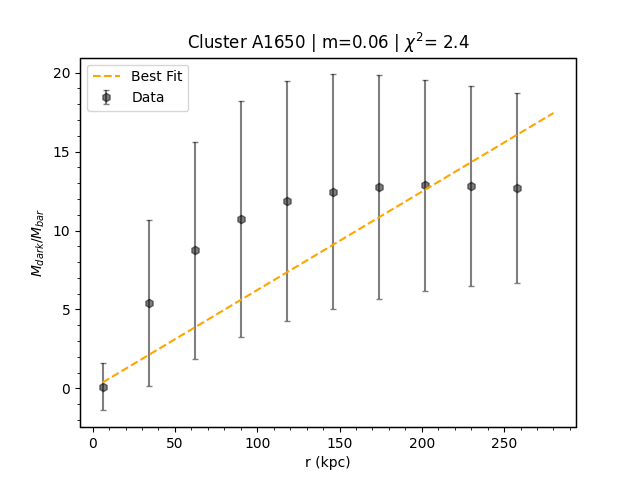 Cluster A1650 | m=0.06 | χ²= 2.4
Best Fit
Data
M_dark/M_bar
20
15
10
5
0
0 50 100 150 200 250
r (kpc)